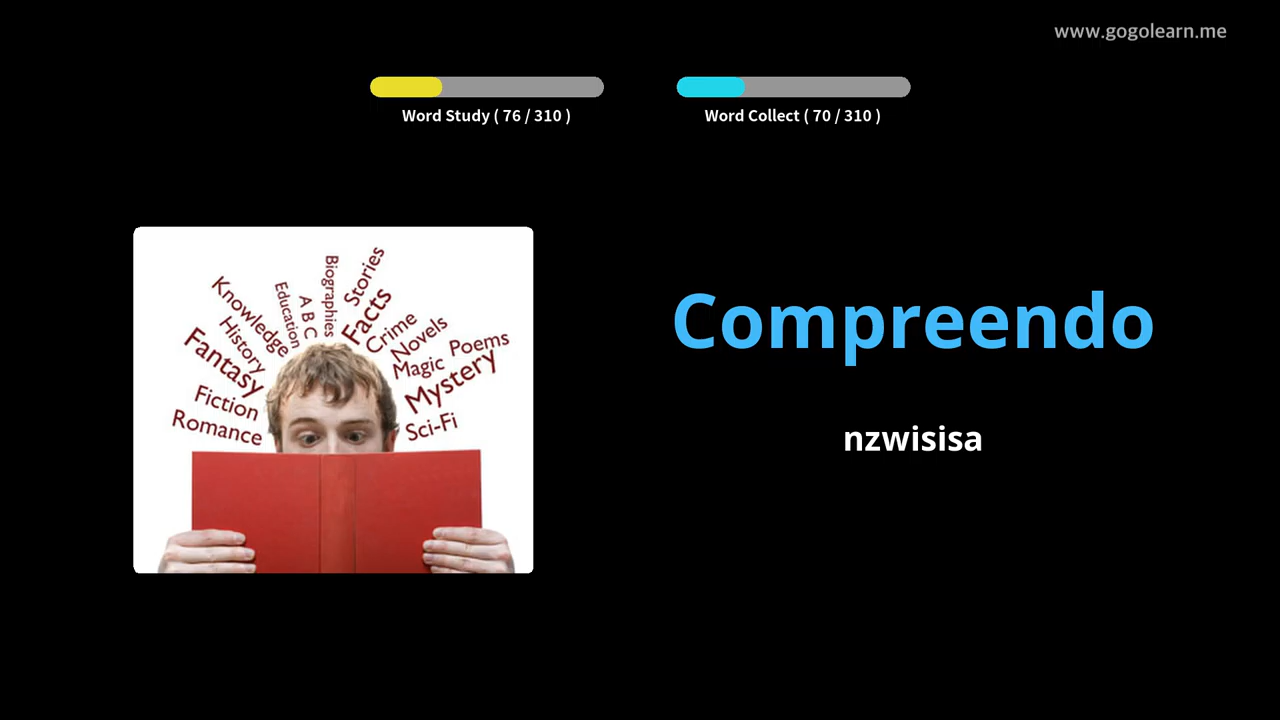 www.gogolearn.me
Word Study ( 76 / 310 )
Word Collect ( 70 / 310 )
Compreendo
nzwisisa
Romance
Fiction
Fantasy
History
Knowledge
Education
A B C
Biographies
Stories
Facts
Crime
Novels
Magic
Poems
Mystery
Sci-Fi